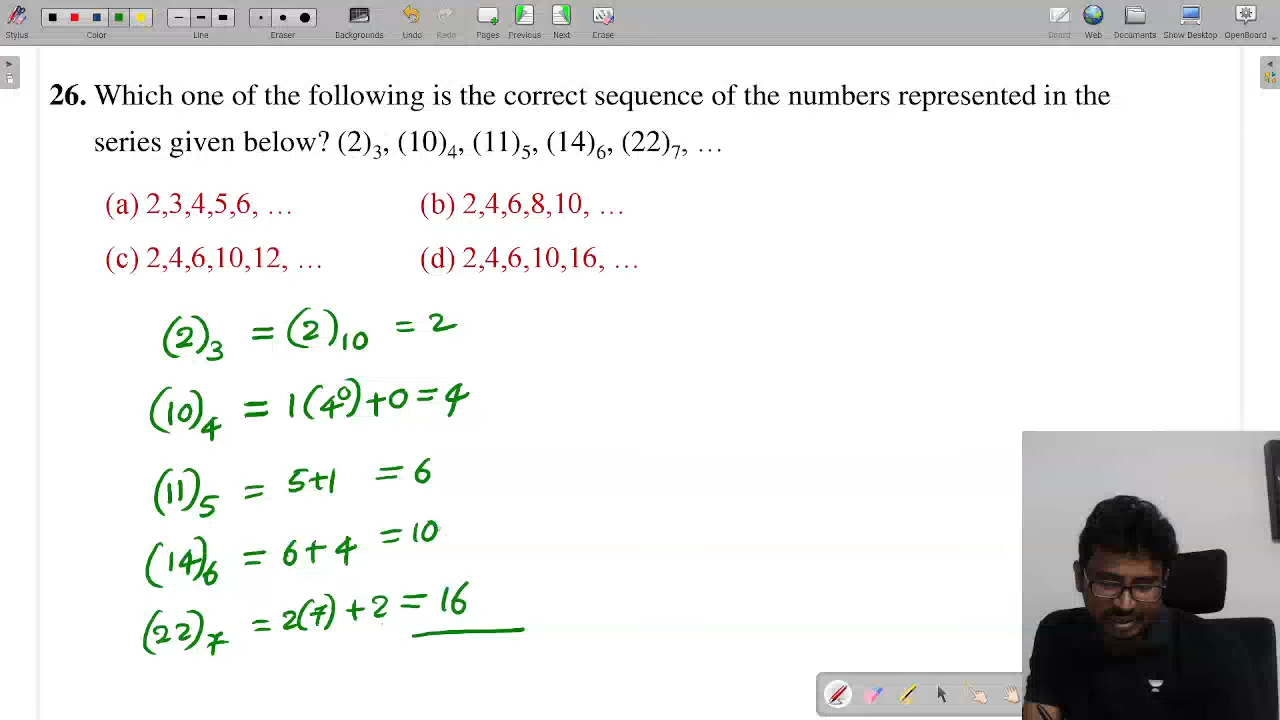 Color Line Eraser Backgrounds Undo Redo Pages Previous Next Erase Board Web Documents Show Desktop OpenBoard
Stylus
26. Which one of the following is the correct sequence of the numbers represented in the
series given below? (2)₃, (10)₄, (11)₅, (14)₆, (22)₇, …
(a) 2,3,4,5,6, … (b) 2,4,6,8,10, …
(c) 2,4,6,10,12, … (d) 2,4,6,10,16, …
(2)₃ = (2)₁₀ = 2
(10)₄ = 1(4⁰)+0 = 4
(11)₅ = 5+1 = 6
(14)₆ = 6+4 = 10
(22)₇ = 2(7)+2 = 16